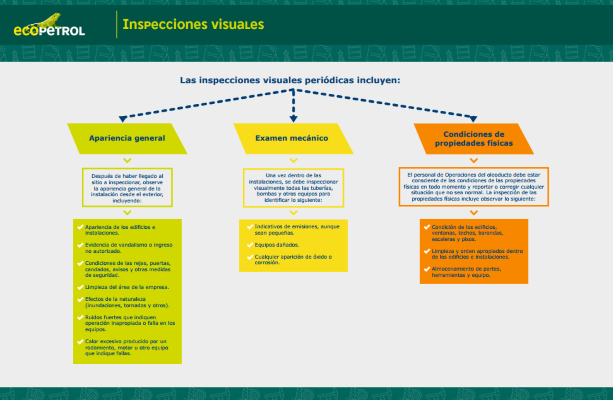 ecopetrol
Inspecciones visuales
Las inspecciones visuales periódicas incluyen:
Apariencia general
Después de haber llegado al
sitio a inspeccionar, observe
la apariencia general de la
instalación desde el exterior,
incluyendo:
Apariencia de los edificios e
instalaciones.
Evidencia de vandalismo o ingreso
no autorizado.
Condiciones de las rejas, puertas,
candados, avisos y otras medidas
de seguridad.
Limpieza del área de la empresa.
Efectos de la naturaleza
(inundaciones, tornados y otros).
Ruidos fuertes que indiquen
operación inapropiada o falla en los
equipos.
Calor excesivo producido por un
rodamiento, motor u otro equipo
que indique fallas.
Examen mecánico
Una vez dentro de las
instalaciones, se debe inspeccionar
visualmente todas las tuberías,
bombas y otros equipos para
identificar lo siguiente:
Indicativos de emisiones, aunque
sean pequeñas.
Equipos dañados.
Cualquier aparición de óxido o
corrosión.
Condiciones de
propiedades físicas
El personal de Operaciones del oleoducto debe estar
consciente de las condiciones de las propiedades
físicas en todo momento y reportar o corregir cualquier
situación que no sea normal. La inspección de las
propiedades físicas incluye observar lo siguiente:
Condición de los edificios,
ventanas, techos, barandas,
escaleras y pisos.
Limpieza y orden apropiados dentro
de los edificios e instalaciones.
Almacenamiento de partes,
herramientas y equipo.